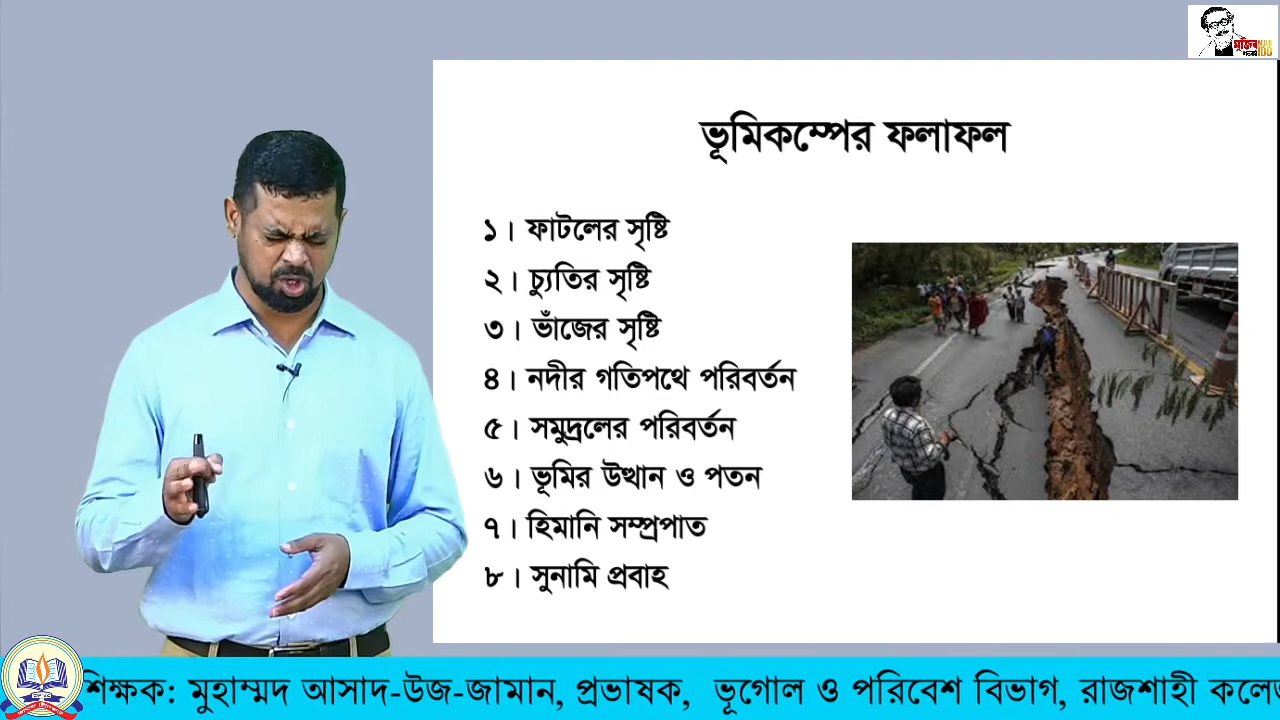 ভূমিকম্পের ফলাফল
১। ফাটলের সৃষ্টি
২। চ্যুতির সৃষ্টি
৩। ভাঁজের সৃষ্টি
৪। নদীর গতিপথে পরিবর্তন
৫। সমুদ্রলের পরিবর্তন
৬। ভূমির উত্থান ও পতন
৭। হিমানি সম্প্রপাত
৮। সুনামি প্রবাহ
শিক্ষক: মুহাম্মদ আসাদ-উজ-জামান, প্রভাষক, ভূগোল ও পরিবেশ বিভাগ, রাজশাহী কলেজ